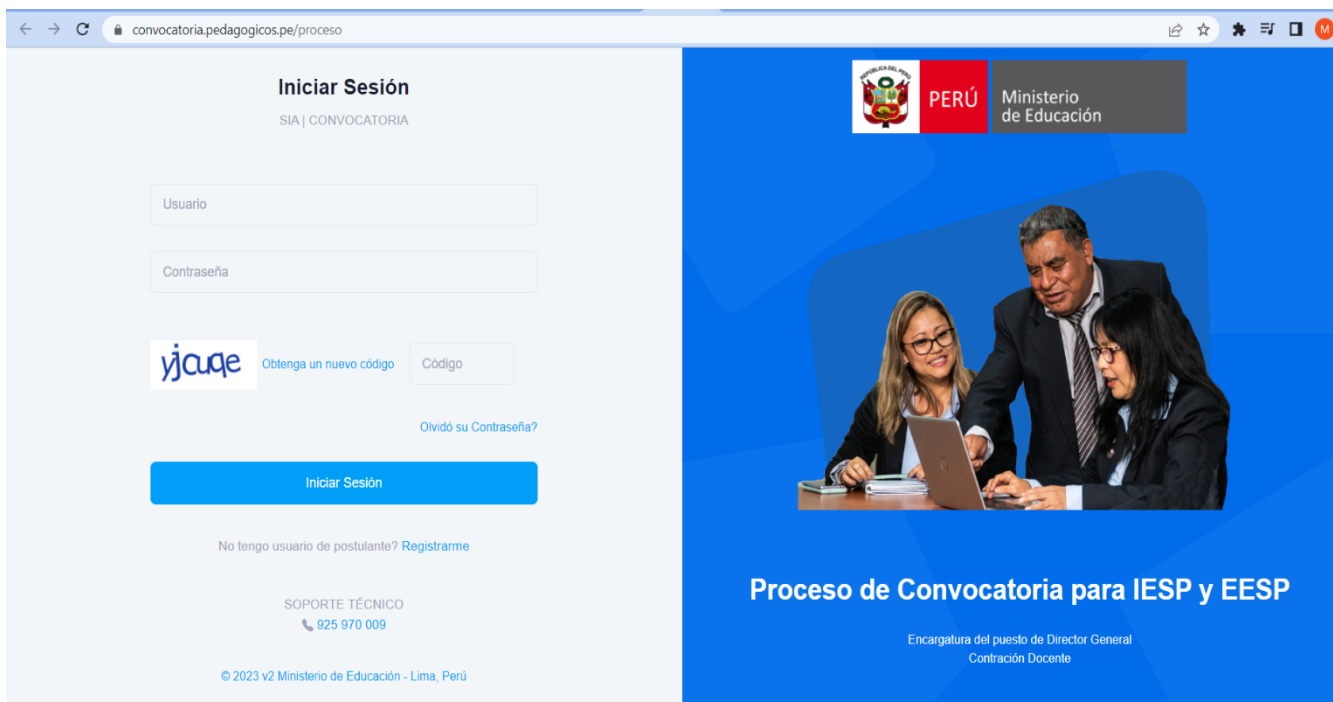 convocatoria.pedagogicos.pe/proceso
M
Iniciar Sesión
SIA | CONVOCATORIA
Usuario
Contraseña
yjcuqe
Obtenga un nuevo código
Código
Olvidó su Contraseña?
Iniciar Sesión
No tengo usuario de postulante? Registrarme
SOPORTE TÉCNICO
925 970 009
© 2023 v2 Ministerio de Educación - Lima, Perú
REPÚBLICA DEL PERÚ
PERÚ
Ministerio
de Educación
Proceso de Convocatoria para IESP y EESP
Encargatura del puesto de Director General
Contración Docente